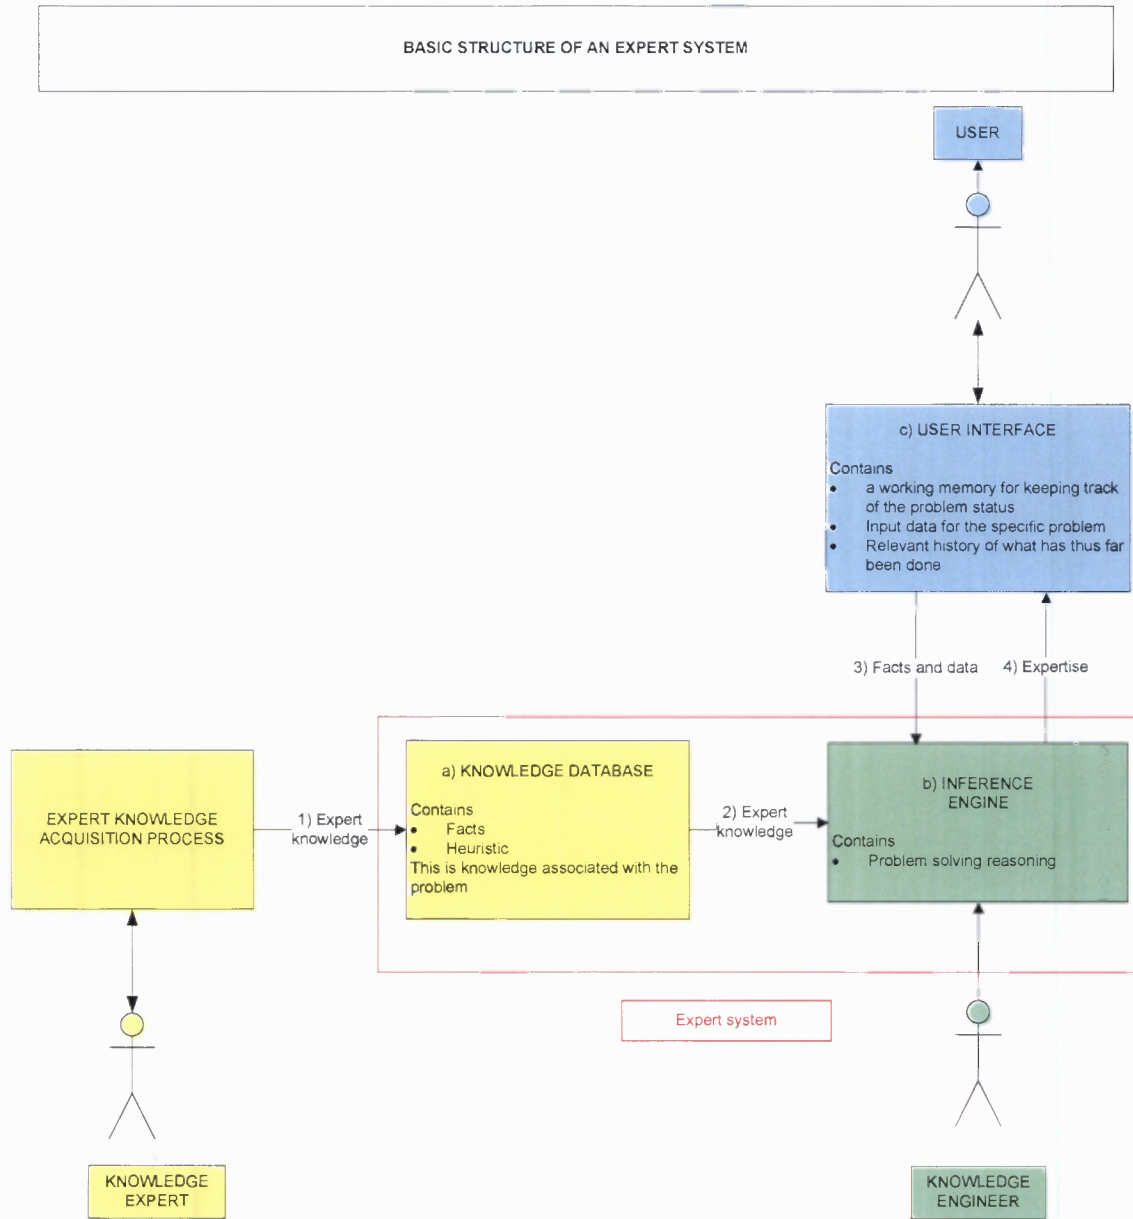 BASIC STRUCTURE OF AN EXPERT SYSTEM
USER
c) USER INTERFACE
Contains
• a working memory for keeping track
of the problem status
• Input data for the specific problem
• Relevant history of what has thus far
been done
3) Facts and data
4) Expertise
EXPERT KNOWLEDGE
ACQUISITION PROCESS
1) Expert
knowledge
a) KNOWLEDGE DATABASE
Contains
• Facts
• Heuristic
This is knowledge associated with the
problem
2) Expert
knowledge
b) INFERENCE
ENGINE
Contains
• Problem solving reasoning
Expert system
KNOWLEDGE
EXPERT
KNOWLEDGE
ENGINEER